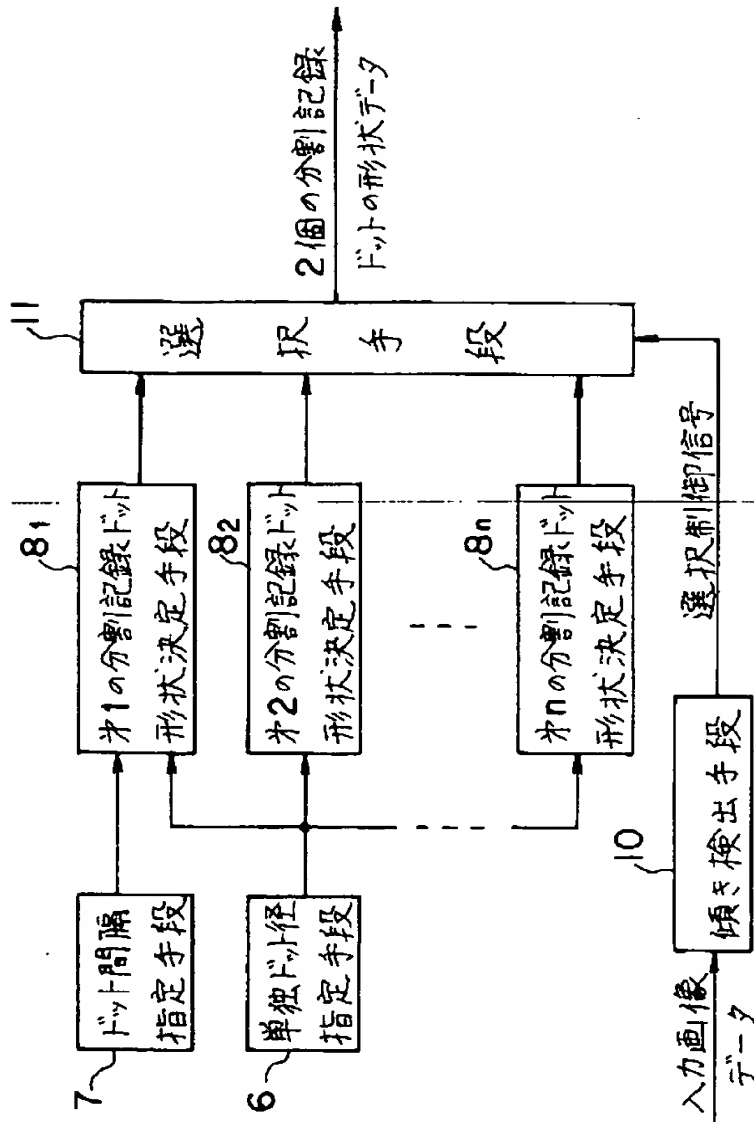 7
ドット間隔
指定手段
6
単独ドット径
指定手段
8₁
第1の分割記録ドット
形状決定手段
8₂
第2の分割記録ドット
形状決定手段
8n
第nの分割記録ドット
形状決定手段
11
選択手段
2個の分割記録
ドットの形状データ
入力画像
データ
10
傾き検出手段
選択制御信号